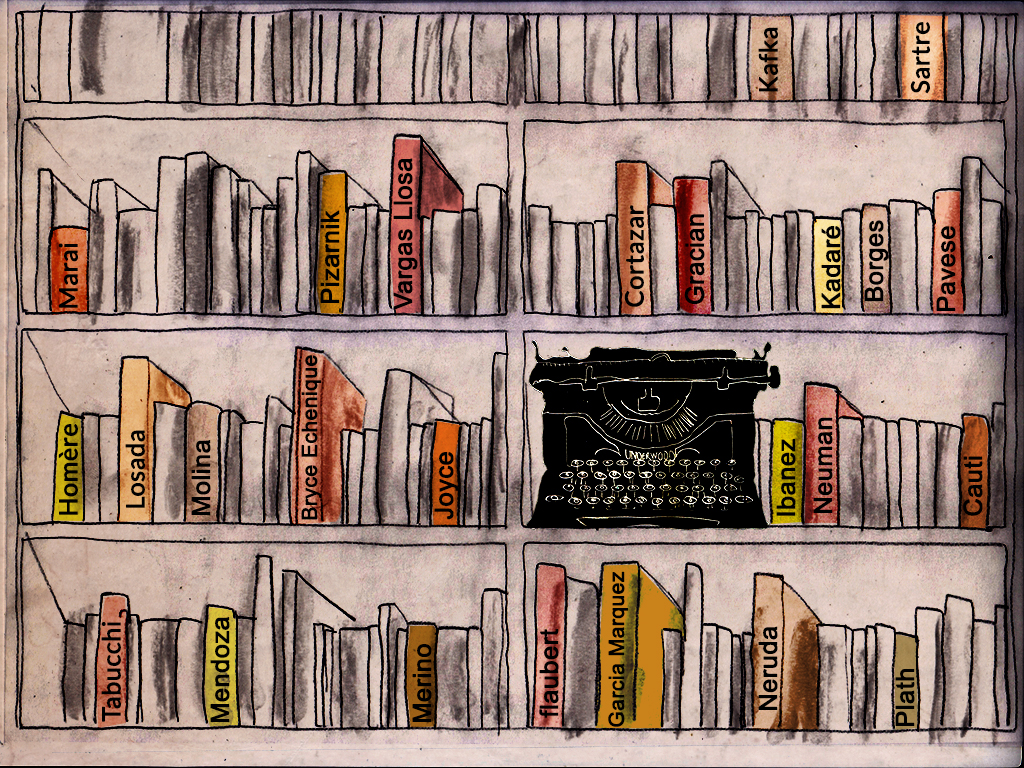 Kafka
Sartre
Marai
Pizarnik
Vargas Llosa
Cortazar
Gracian
Kadaré
Borges
Pavese
Homère
Losada
Molina
Bryce Echenique
Joyce
UNDERWOOD
Ibanez
Neuman
Cauti
Tabucchi
Mendoza
Merino
flaubert
Garcia Marquez
Neruda
Plath